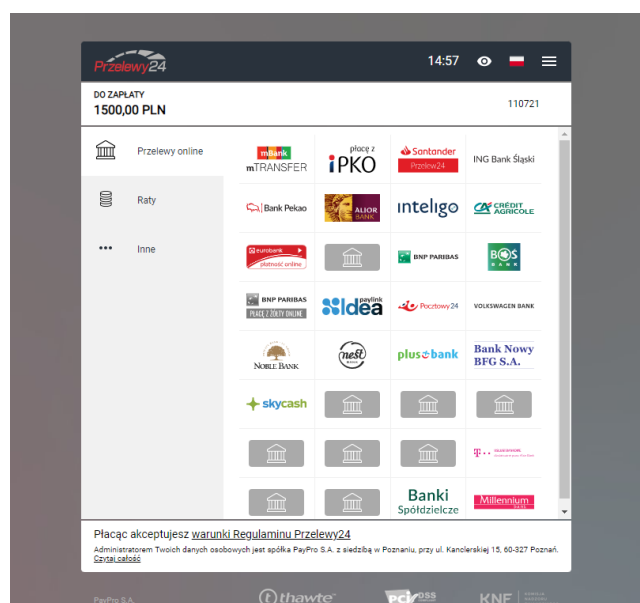 Przelewy24
14:57
DO ZAPŁATY
1500,00 PLN
110721
Przelewy online
Raty
Inne
mBank
mTRANSFER
płacę z
iPKO
Santander
Przelew24
ING Bank Śląski
Bank Pekao
ALIOR
BANK
inteligo
CRÉDIT
AGRICOLE
eurobank
płatność online
BNP PARIBAS
BOŚ
BANK
BNP PARIBAS
PŁACĘ Z ŻÓŁTY ONLINE
paylink
Idea
Pocztowy24
VOLKSWAGEN BANK
NOBLE BANK
nest
BANK
plusbank
Bank Nowy
BFG S.A.
skycash
T
Banki
Spółdzielcze
Millennium
BANK
Płacąc akceptujesz warunki Regulaminu Przelewy24
Administratorem Twoich danych osobowych jest spółka PayPro S.A. z siedzibą w Poznaniu, przy ul. Kanclerskiej 15, 60-327 Poznań.
Czytaj całość
PayPro S.A.
thawte
PCI DSS
KNF